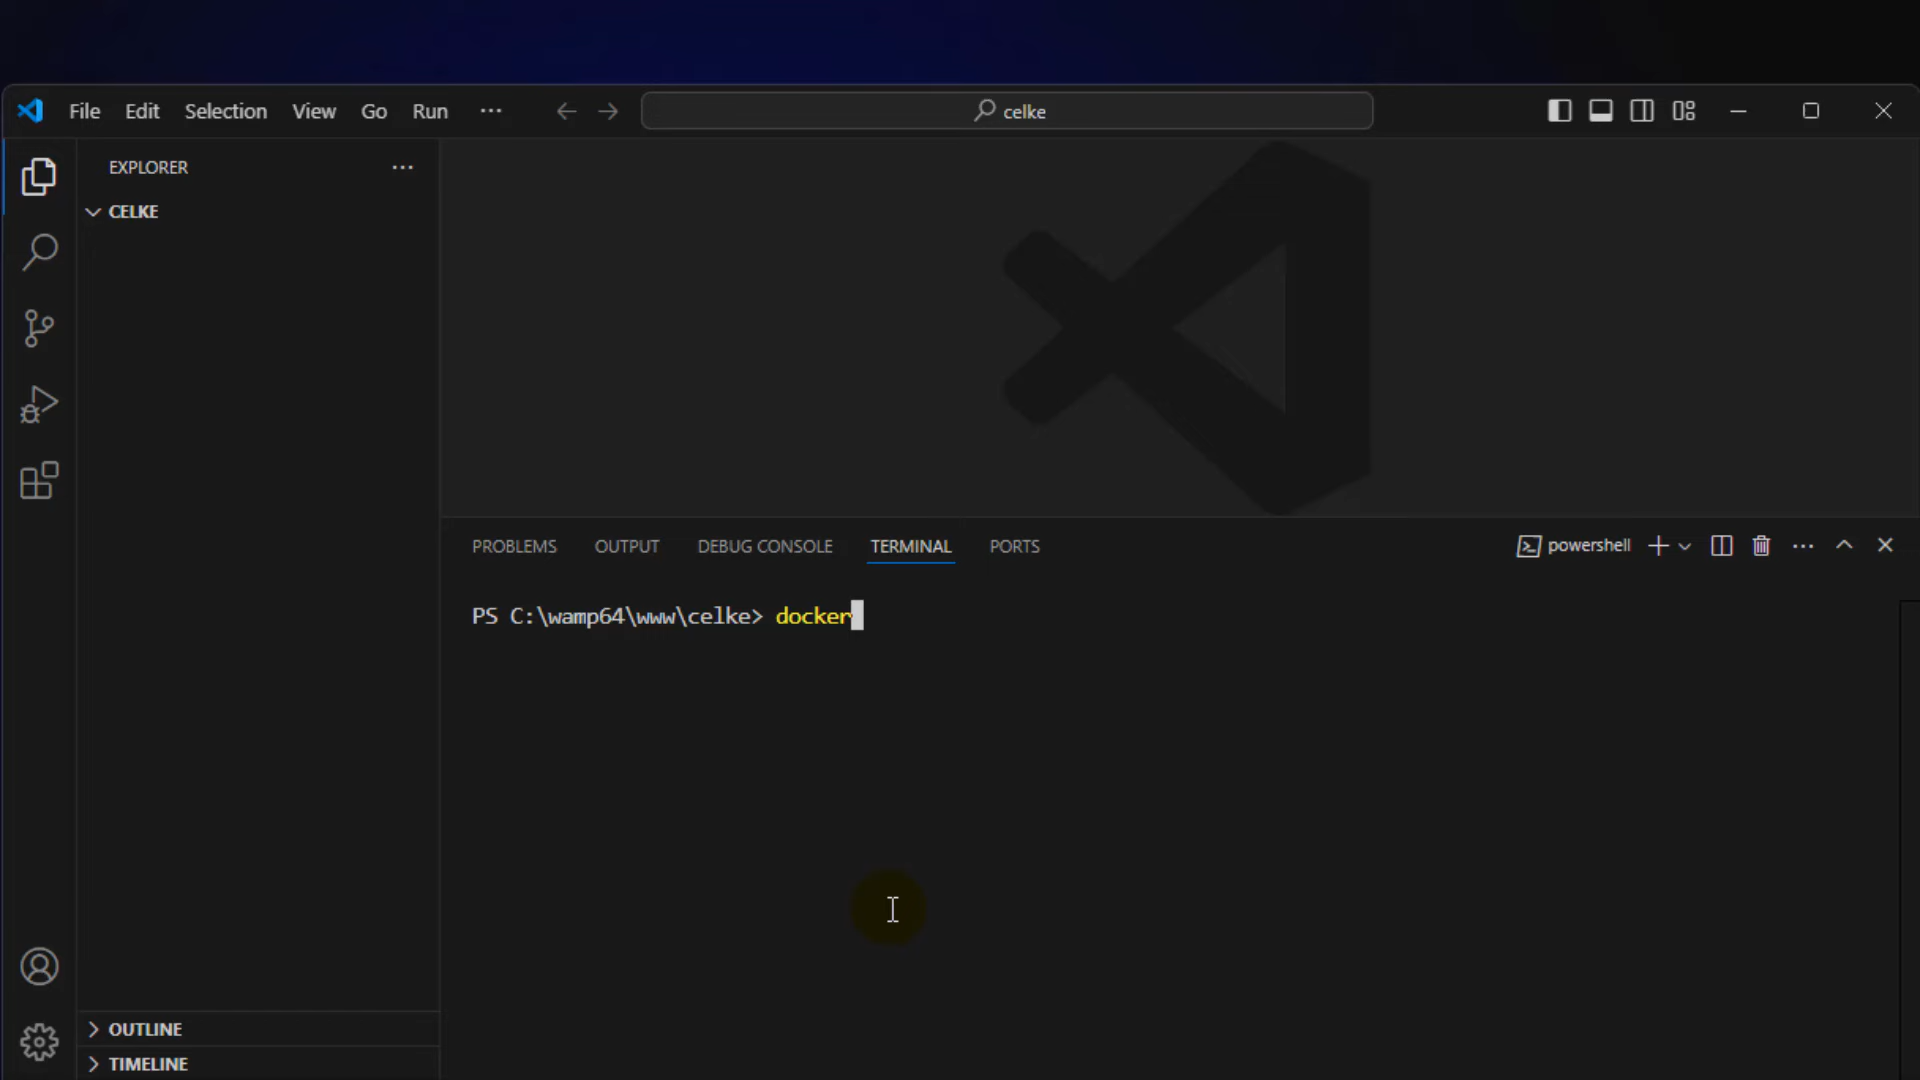 File Edit Selection View Go Run ··· celke
EXPLORER ···
CELKE
PROBLEMS OUTPUT DEBUG CONSOLE TERMINAL PORTS powershell
PS C:\wamp64\www\celke> docker
OUTLINE
TIMELINE